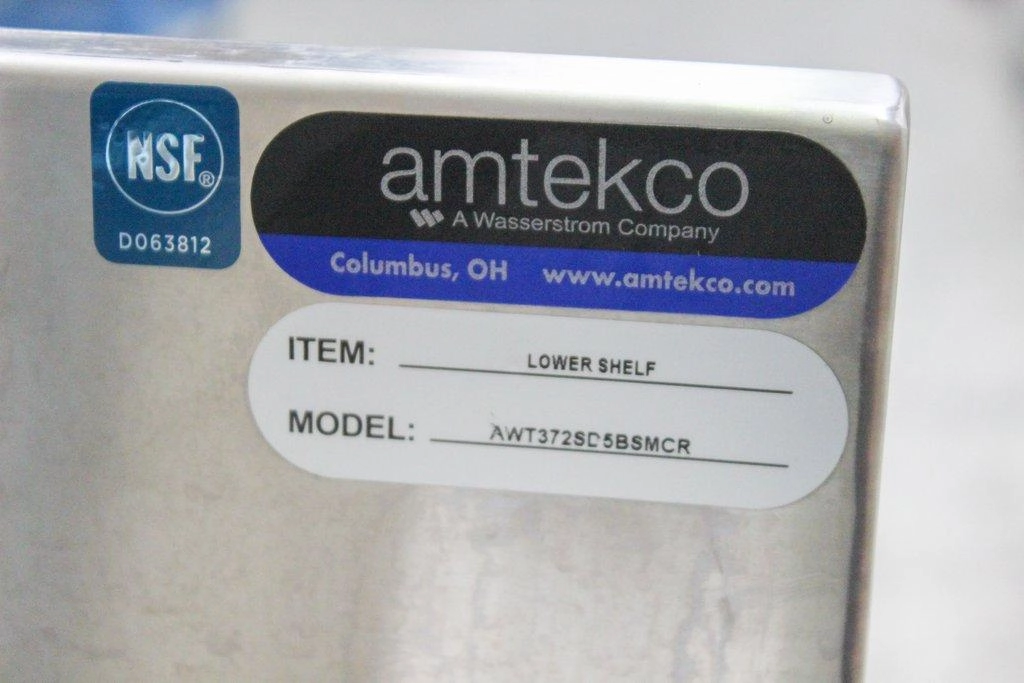 NSF®
D063812
amtekco
A Wasserstrom Company
Columbus, OH www.amtekco.com
ITEM: LOWER SHELF
MODEL: AWT372SD5BSMCR